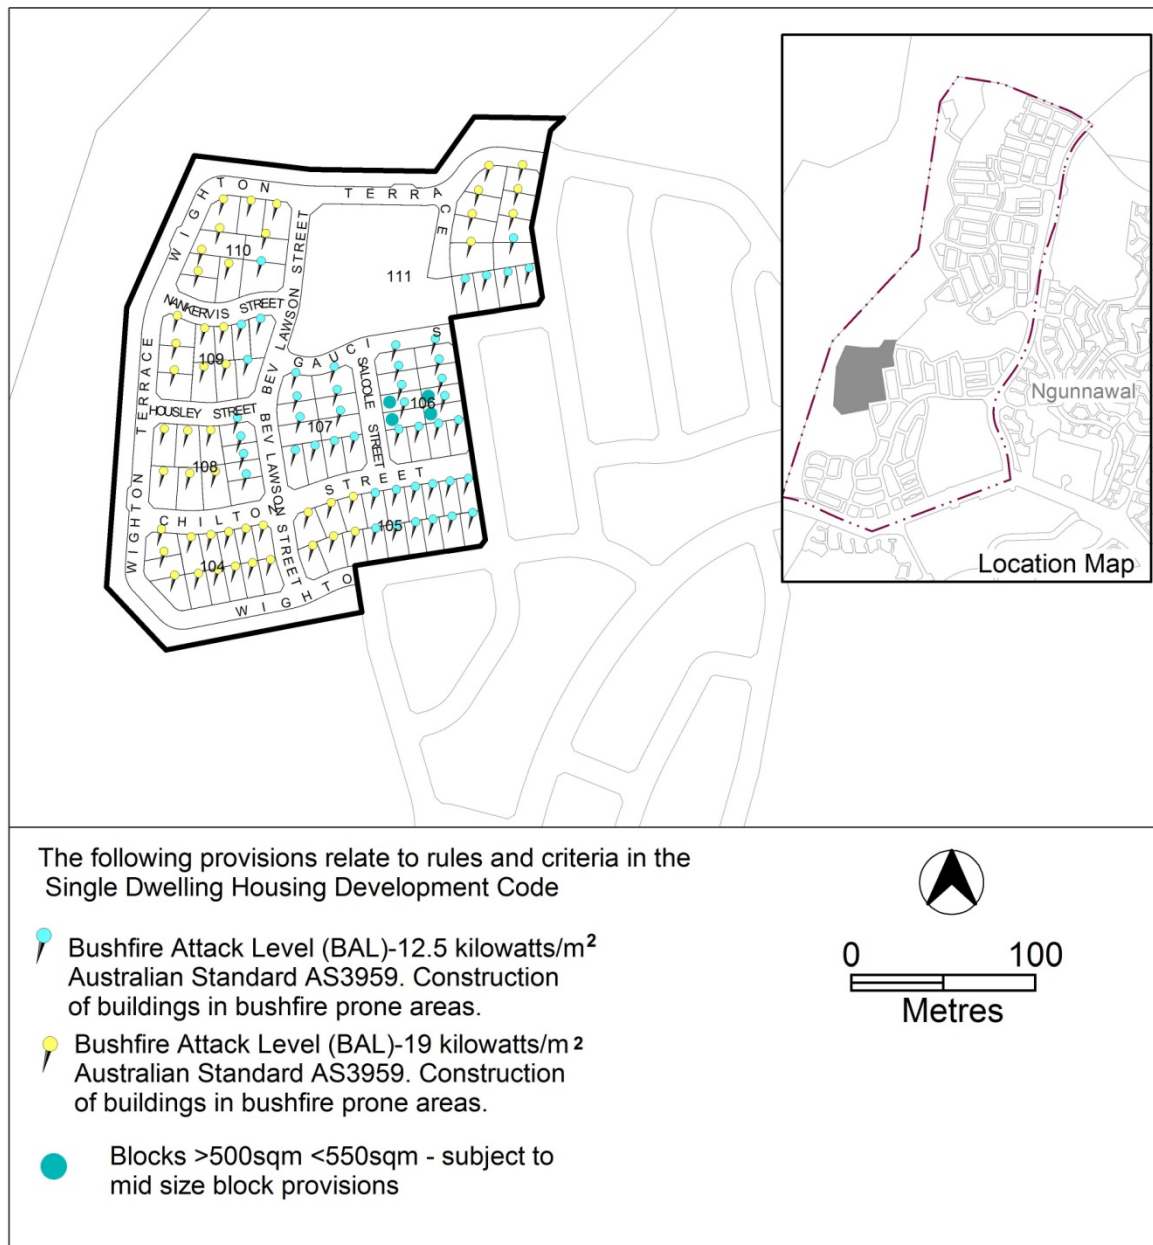 WIGHTON
TERRACE
110
BEV LAWSON STREET
111
NANKERVIS STREET
109
GAUCI S
SALOOLE STREET
106
107
WIGHTON TERRACE
HOUSLEY STREET
108
BEV LAWSON STREET
CHILTON STREET
105
104
WIGHTO
Ngunnawal
Location Map
The following provisions relate to rules and criteria in the
Single Dwelling Housing Development Code
Bushfire Attack Level (BAL)-12.5 kilowatts/m²
Australian Standard AS3959. Construction
of buildings in bushfire prone areas.
Bushfire Attack Level (BAL)-19 kilowatts/m²
Australian Standard AS3959. Construction
of buildings in bushfire prone areas.
Blocks >500sqm <550sqm - subject to
mid size block provisions
0 100
Metres